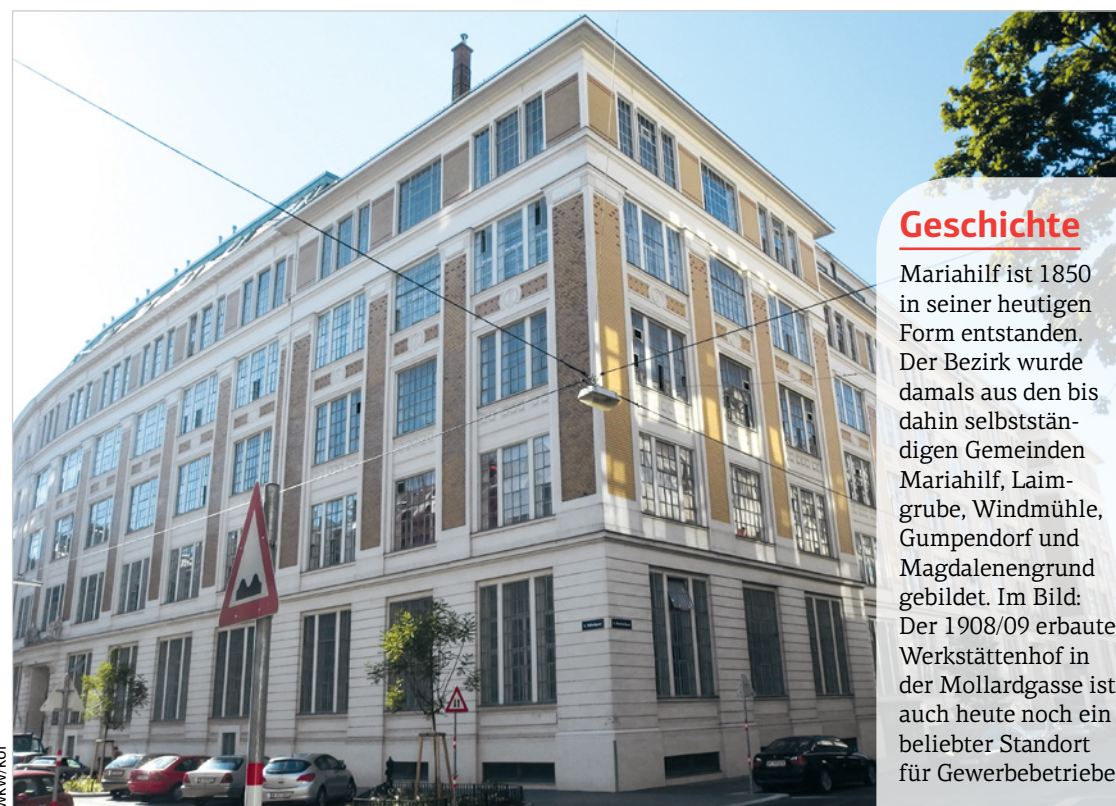 Geschichte
Mariahilf ist 1850
in seiner heutigen
Form entstanden.
Der Bezirk wurde
damals aus den bis
dahin selbststän-
digen Gemeinden
Mariahilf, Laim-
grube, Windmühle,
Gumpendorf und
Magdalenengrund
gebildet. Im Bild:
Der 1908/09 erbaute
Werkstättenhof in
der Mollardgasse ist
auch heute noch ein
beliebter Standort
für Gewerbebetriebe